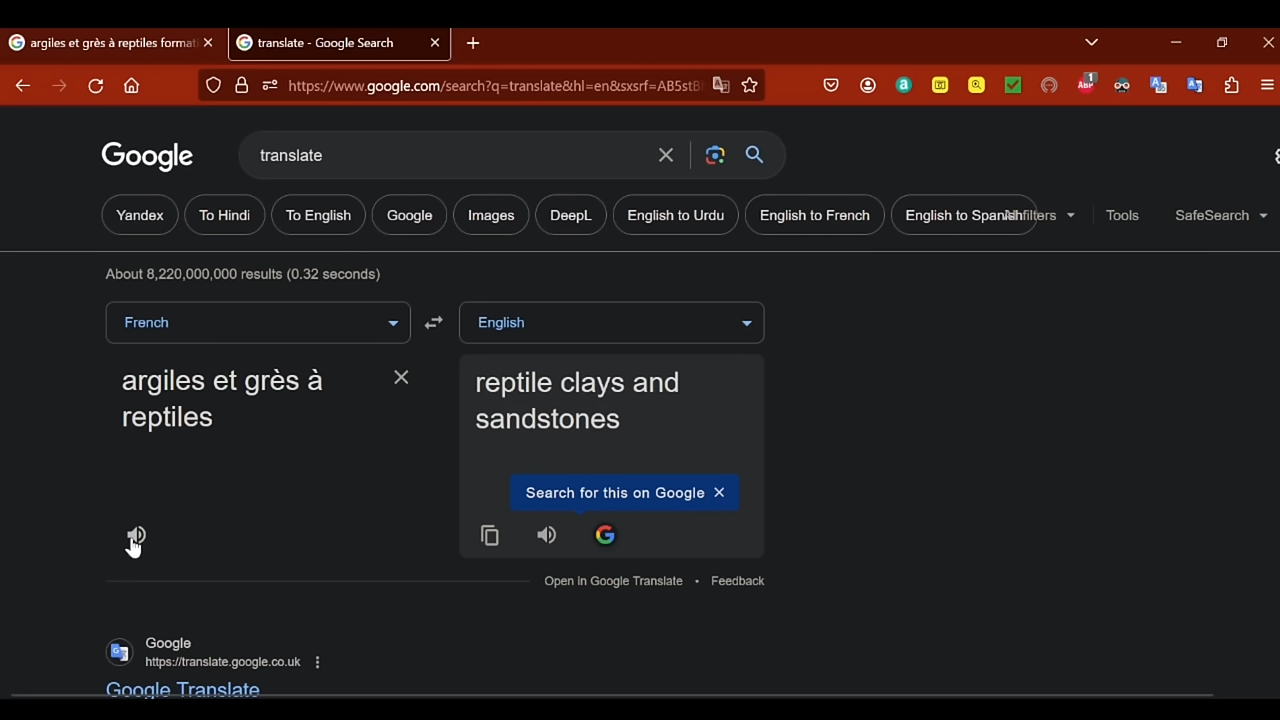 argiles et grès à reptiles format
translate - Google Search
https://www.google.com/search?q=translate&hl=en&sxsrf=AB5stB
1
ABP
Google
translate
Yandex
To Hindi
To English
Google
Images
DeepL
English to Urdu
English to French
English to Spanish
filters
Tools
SafeSearch
About 8,220,000,000 results (0.32 seconds)
French
English
argiles et grès à
reptiles
reptile clays and
sandstones
Search for this on Google
Open in Google Translate • Feedback
Google
https://translate.google.co.uk
Google Translate